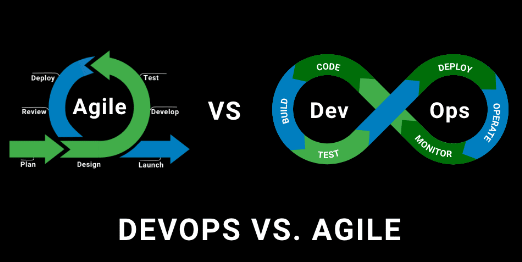 Deploy
Test
Agile
Review
Develop
Plan
Design
Launch
VS
CODE
DEPLOY
BUILD
Dev
Ops
OPERATE
TEST
MONITOR
DEVOPS VS. AGILE